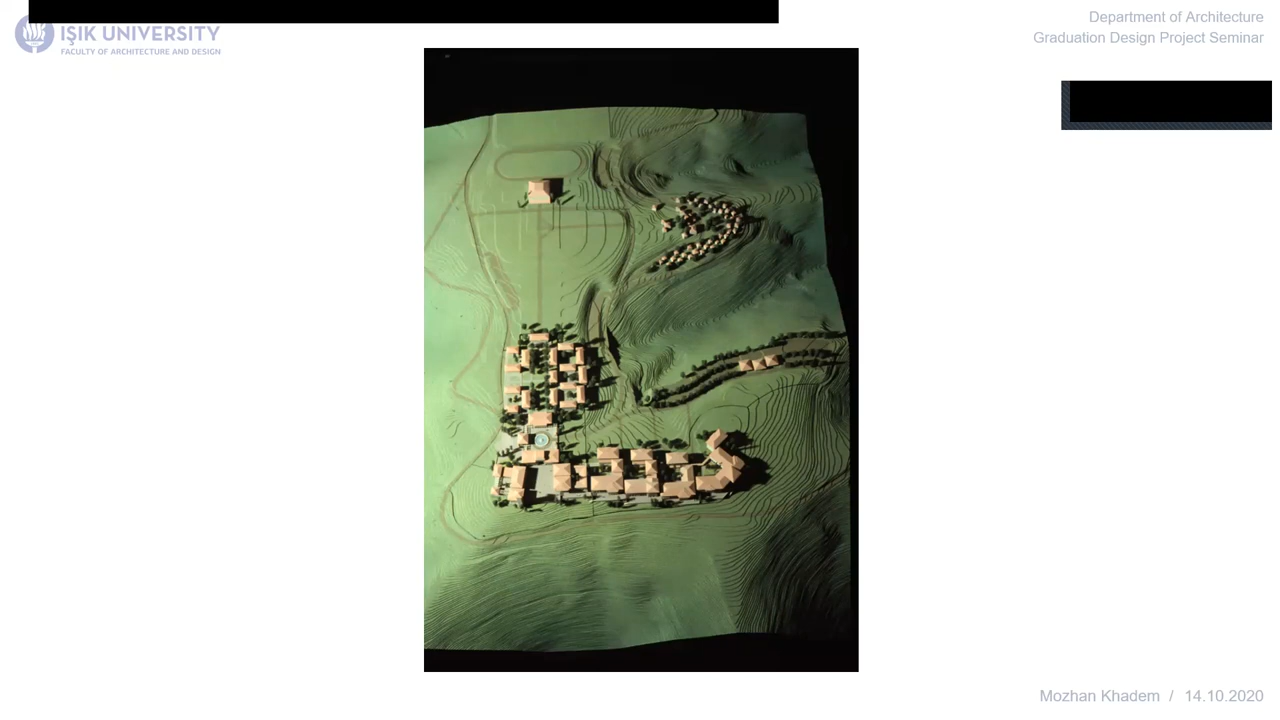 IŞIK UNIVERSITY
FACULTY OF ARCHITECTURE AND DESIGN
Department of Architecture
Graduation Design Project Seminar
Mozhan Khadem / 14.10.2020